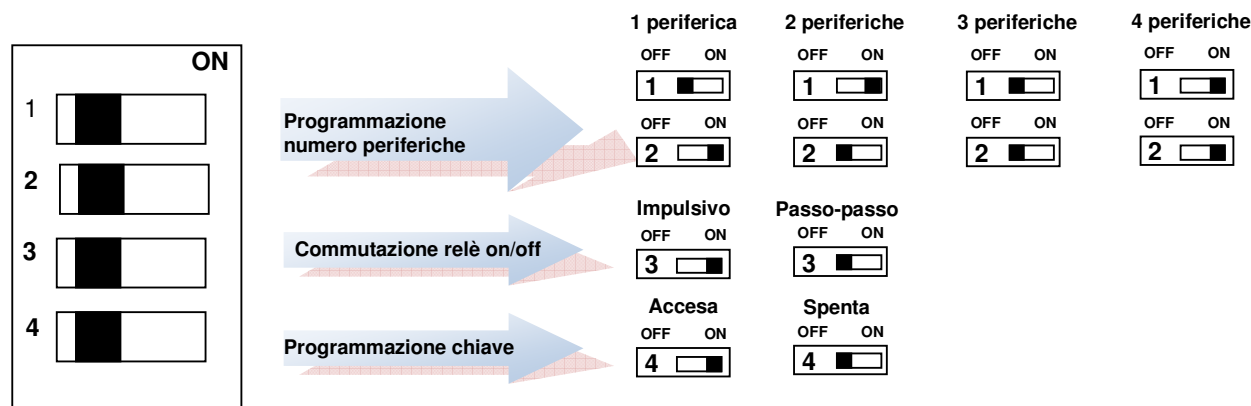 1 periferica 2 periferiche 3 periferiche 4 periferiche
OFF ON OFF ON OFF ON OFF ON
1 1 1 1
OFF ON OFF ON OFF ON OFF ON
2 2 2 2
ON
1
2
3
4
Programmazione
numero periferiche
Impulsivo Passo-passo
OFF ON OFF ON
Commutazione relè on/off
3 3
Accesa Spenta
OFF ON OFF ON
Programmazione chiave
4 4